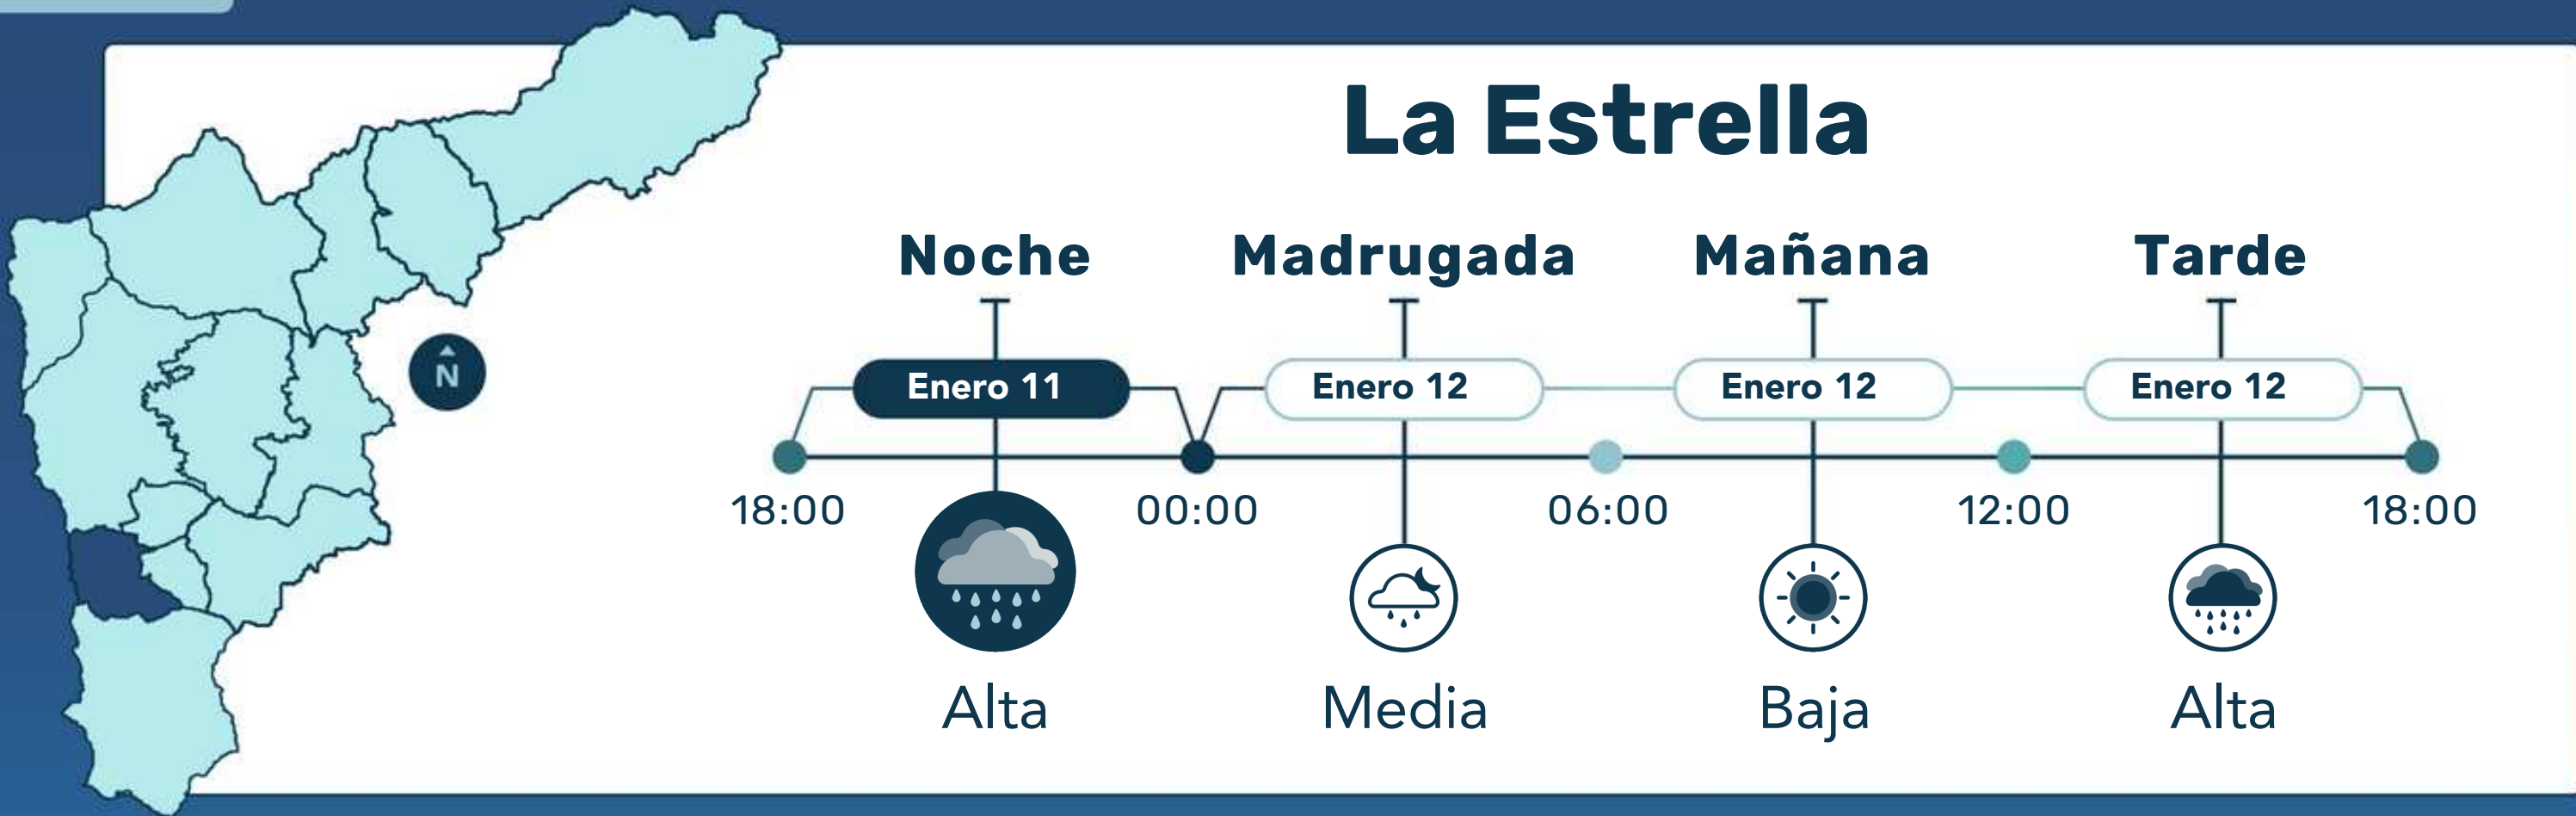 La Estrella
Noche Madrugada Mañana Tarde
N
Enero 11 Enero 12 Enero 12 Enero 12
18:00 00:00 06:00 12:00 18:00
Alta Media Baja Alta